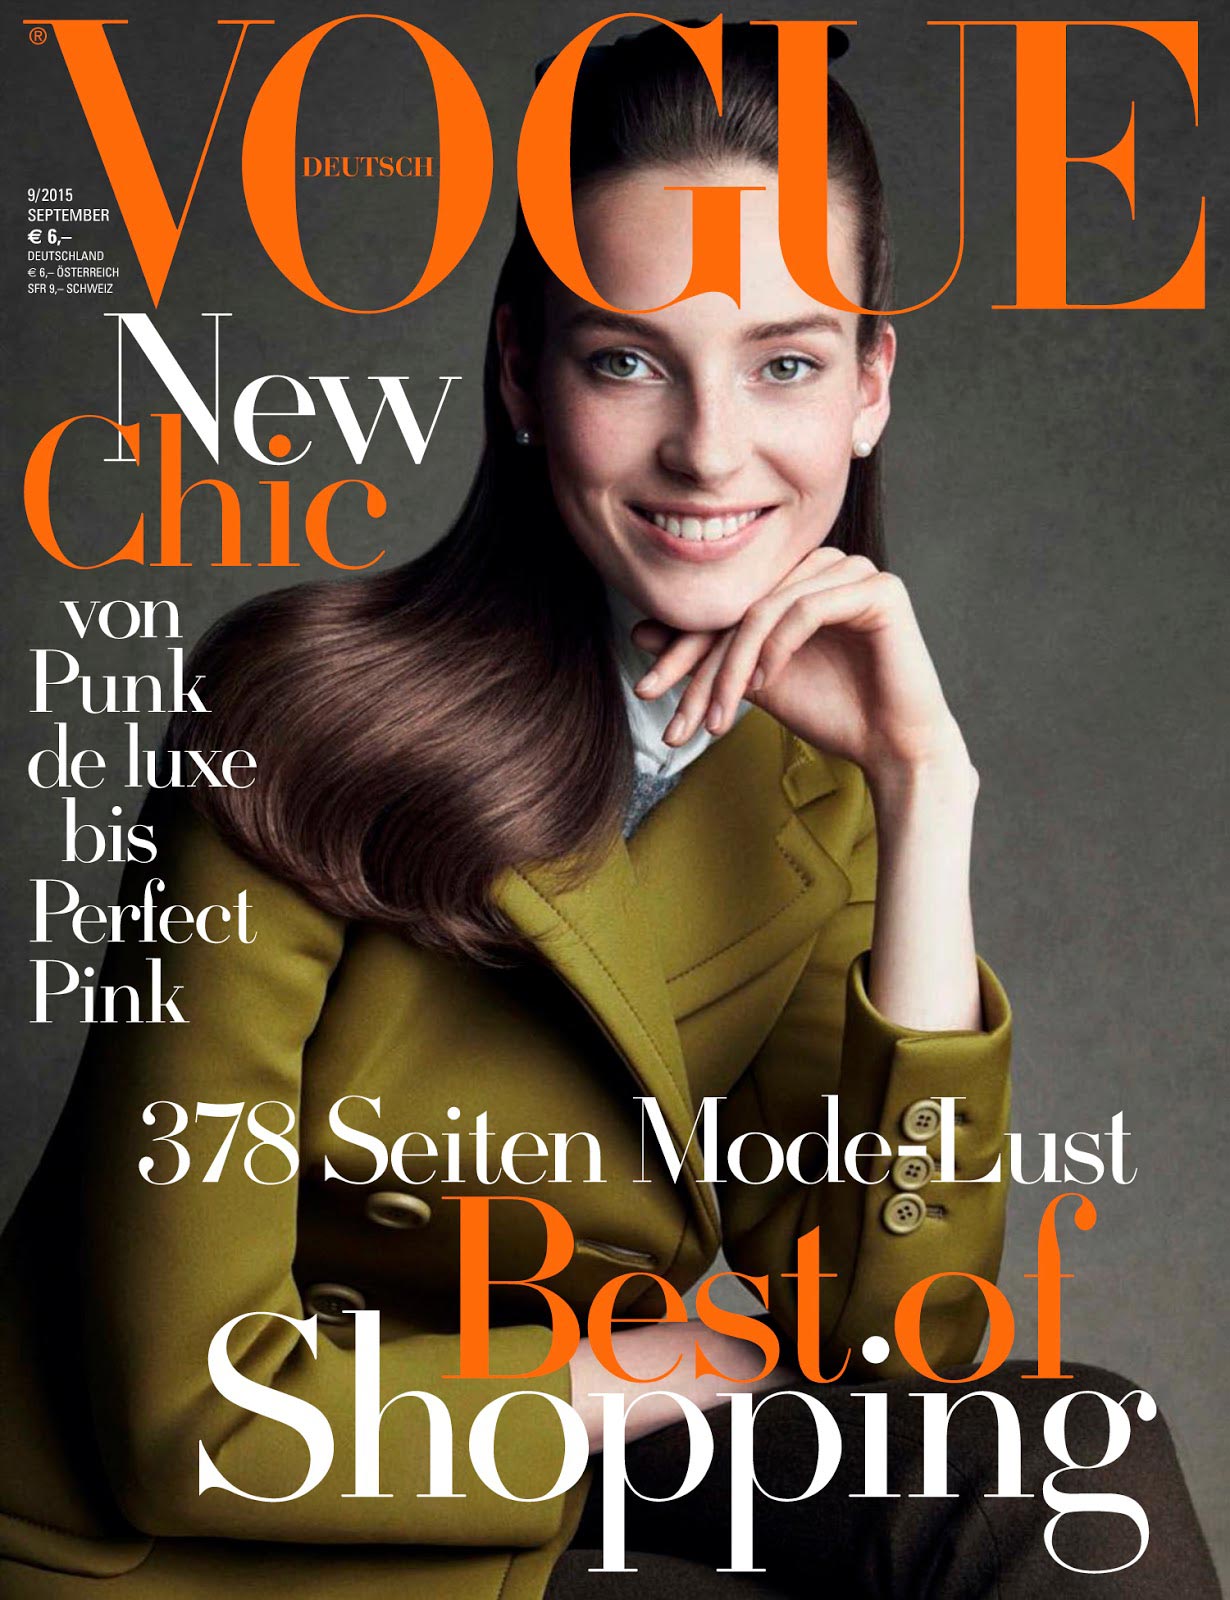 ®
VOGUE
DEUTSCH
9/2015
SEPTEMBER
€ 6,–
DEUTSCHLAND
€ 6,– ÖSTERREICH
SFR 9,– SCHWEIZ
New
Chic
von
Punk
de luxe
bis
Perfect
Pink
378 Seiten Mode-Lust
Best of
Shopping